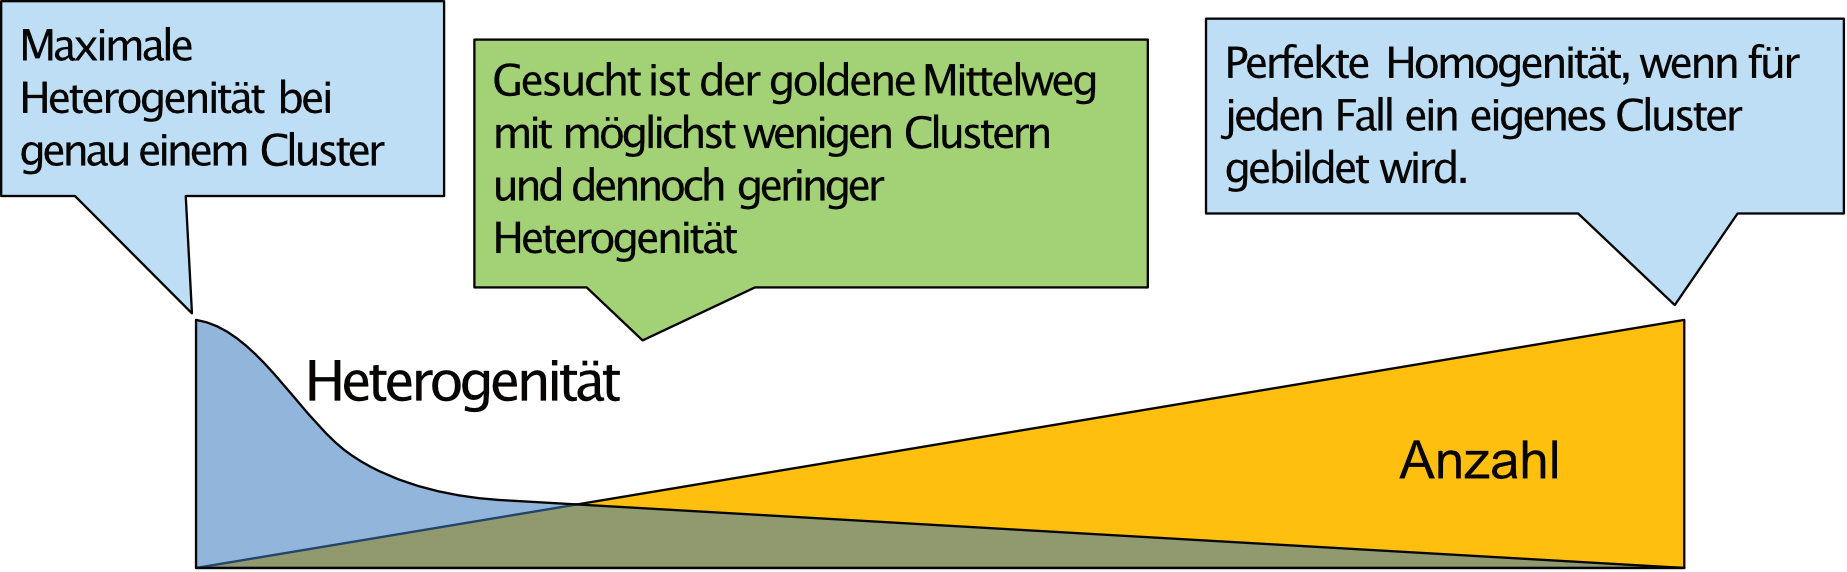 Maximale
Heterogenität bei
genau einem Cluster
Gesucht ist der goldene Mittelweg
mit möglichst wenigen Clustern
und dennoch geringer
Heterogenität
Perfekte Homogenität, wenn für
jeden Fall ein eigenes Cluster
gebildet wird.
Heterogenität
Anzahl